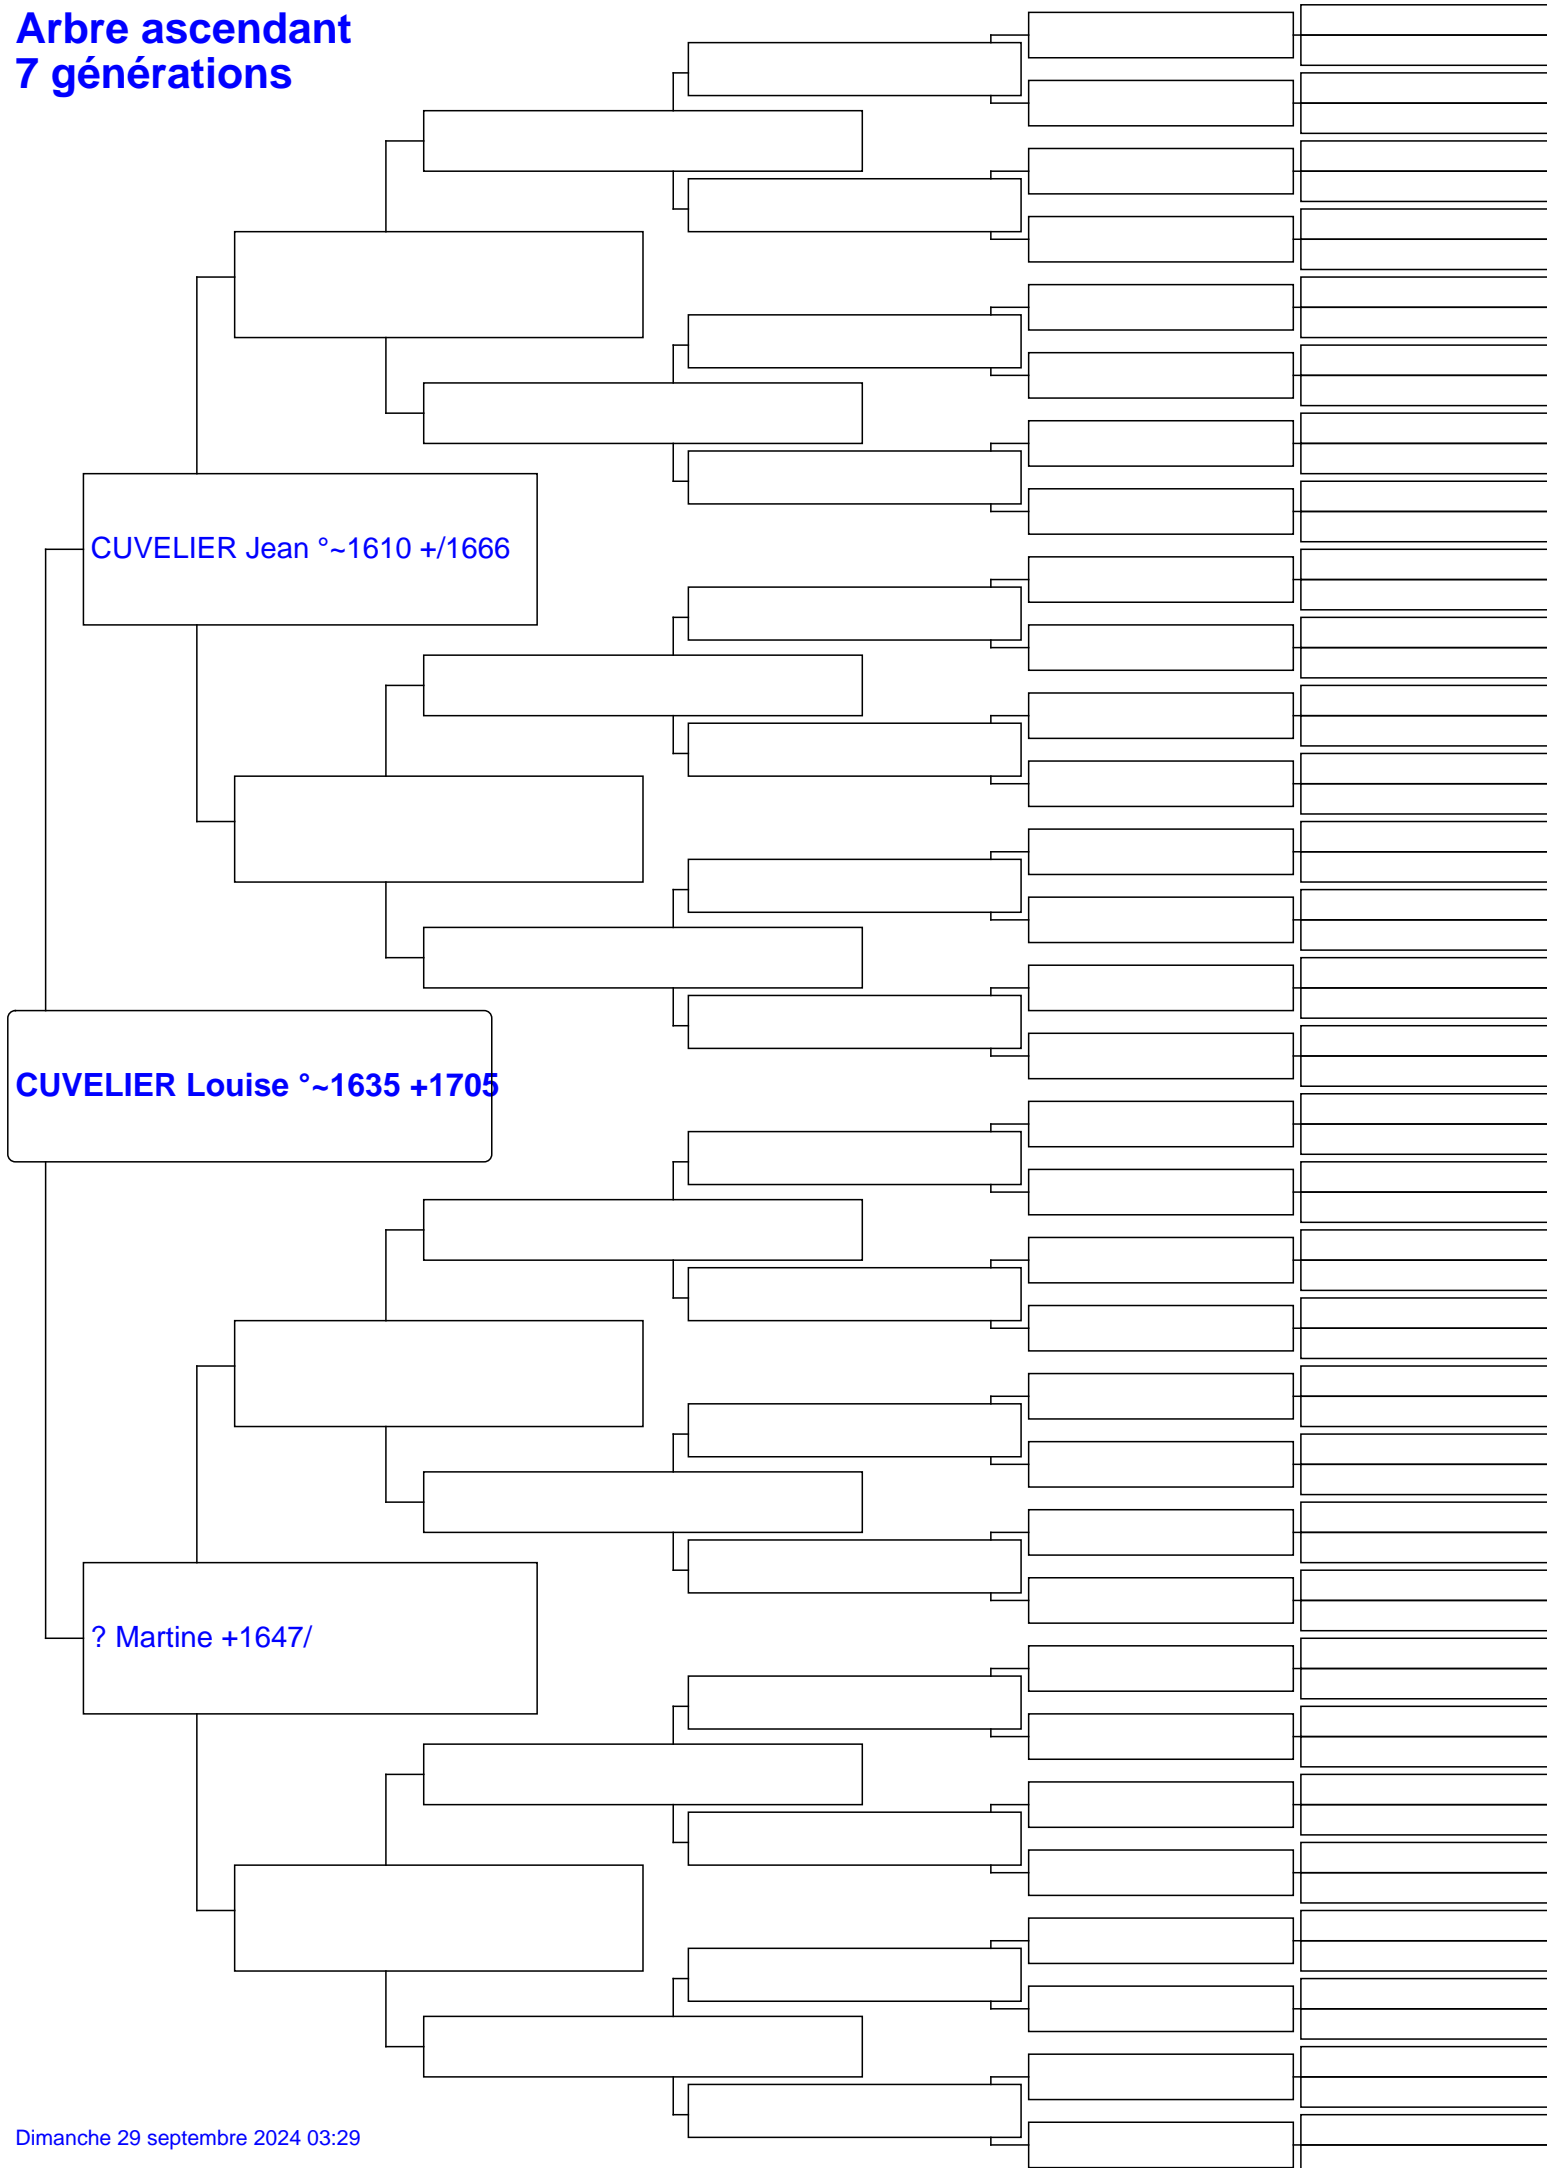 Arbre ascendant
7 générations
CUVELIER Jean °~1610 +/1666
CUVELIER Louise °~1635 +1705
? Martine +1647/
Dimanche 29 septembre 2024 03:29